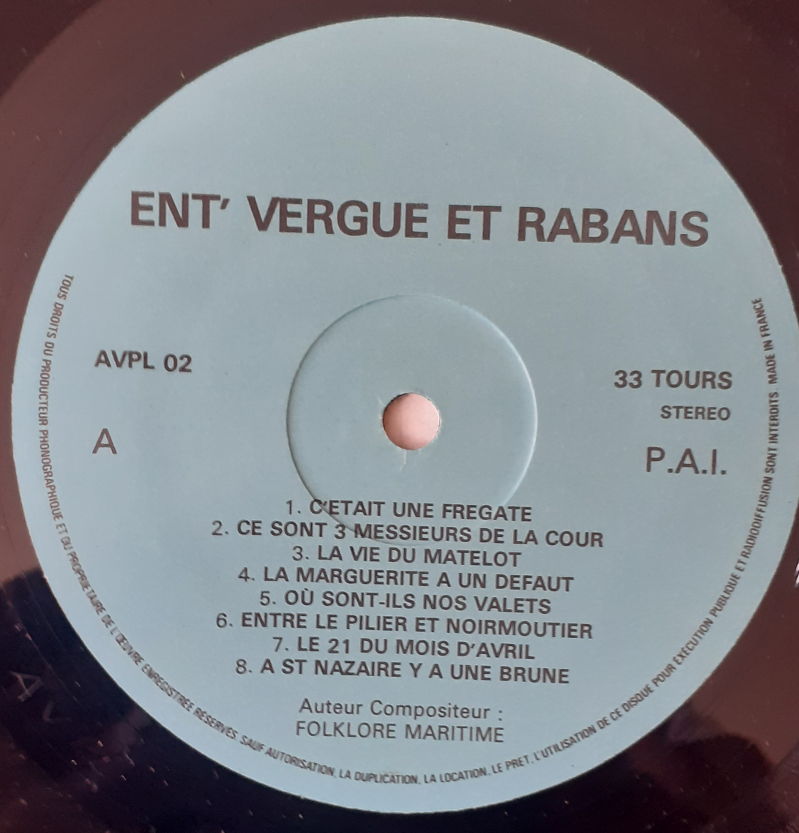 ENT' VERGUE ET RABANS
AVPL 02
A
33 TOURS
STEREO
P.A.I.
1. C'ETAIT UNE FREGATE
2. CE SONT 3 MESSIEURS DE LA COUR
3. LA VIE DU MATELOT
4. LA MARGUERITE A UN DEFAUT
5. OÙ SONT-ILS NOS VALETS
6. ENTRE LE PILIER ET NOIRMOUTIER
7. LE 21 DU MOIS D'AVRIL
8. A ST NAZAIRE Y A UNE BRUNE
Auteur Compositeur :
FOLKLORE MARITIME
TOUS DROITS DU PRODUCTEUR PHONOGRAPHIQUE ET DU PROPRIETAIRE DE L'ŒUVRE ENREGISTREE RESERVES. SAUF AUTORISATION, LA DUPLICATION, LA LOCATION, LE PRET, L'UTILISATION DE CE DISQUE POUR EXECUTION PUBLIQUE ET RADIODIFFUSION SONT INTERDITS. MADE IN FRANCE